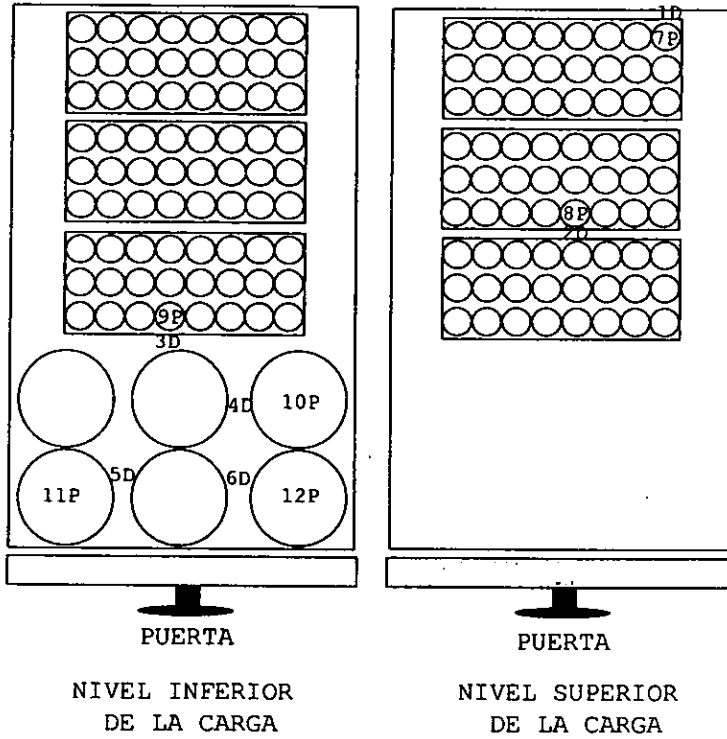 1D
7P
8P
2D
9P
3D
4D
10P
11P
5D
6D
12P
PUERTA
PUERTA
NIVEL INFERIOR
DE LA CARGA
NIVEL SUPERIOR
DE LA CARGA